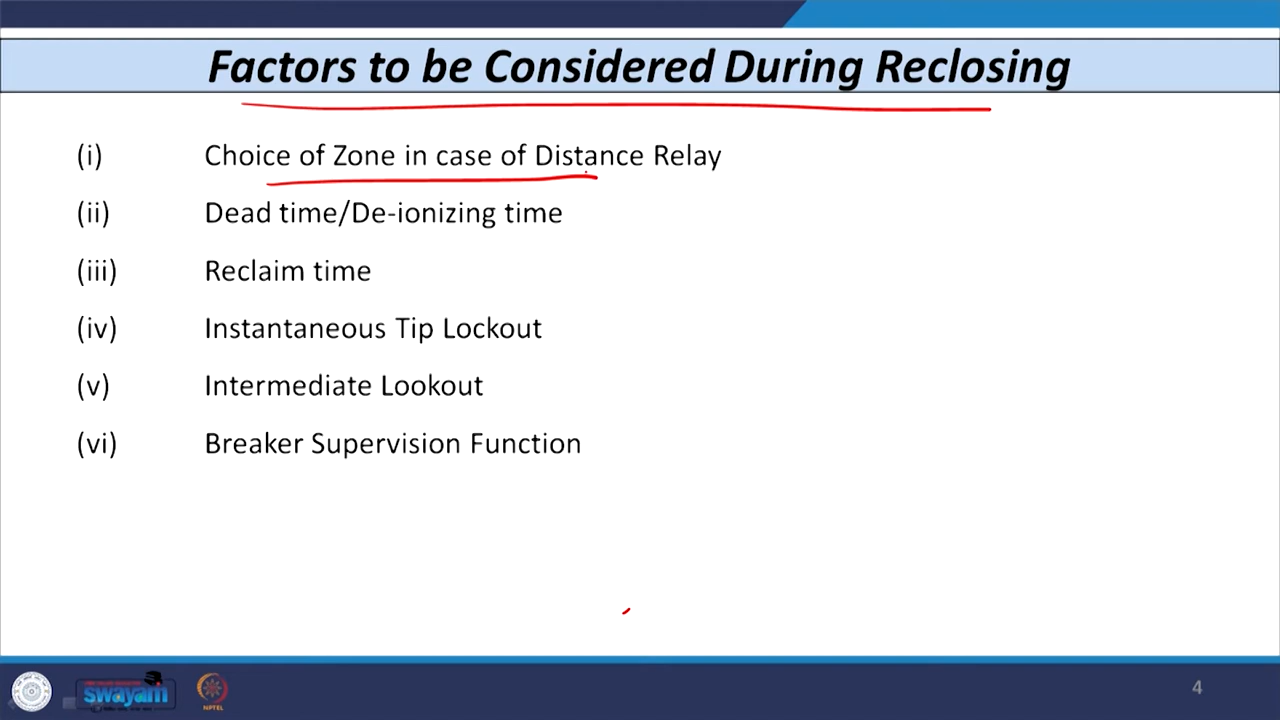 Factors to be Considered During Reclosing
(i) Choice of Zone in case of Distance Relay
(ii) Dead time/De-ionizing time
(iii) Reclaim time
(iv) Instantaneous Tip Lockout
(v) Intermediate Lookout
(vi) Breaker Supervision Function
swayam
NPTEL
4